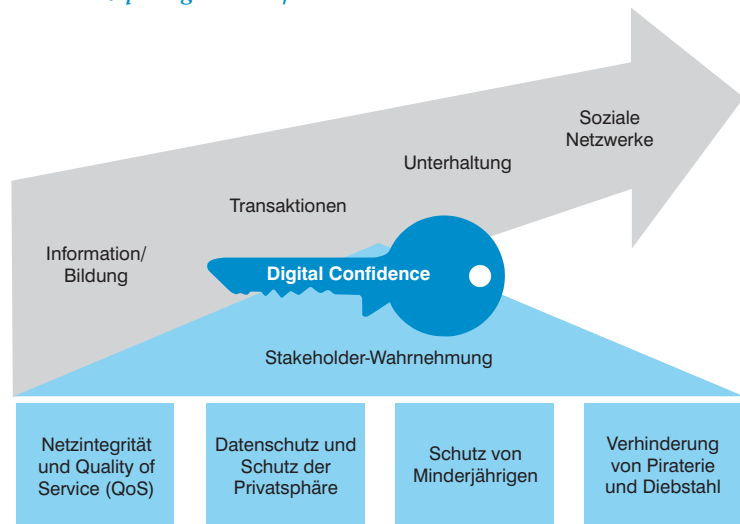 Soziale
Netzwerke
Unterhaltung
Transaktionen
Information/
Bildung
Digital Confidence
Stakeholder-Wahrnehmung
Netzintegrität
und Quality of
Service (QoS)
Datenschutz und
Schutz der
Privatsphäre
Schutz von
Minderjährigen
Verhinderung
von Piraterie
und Diebstahl